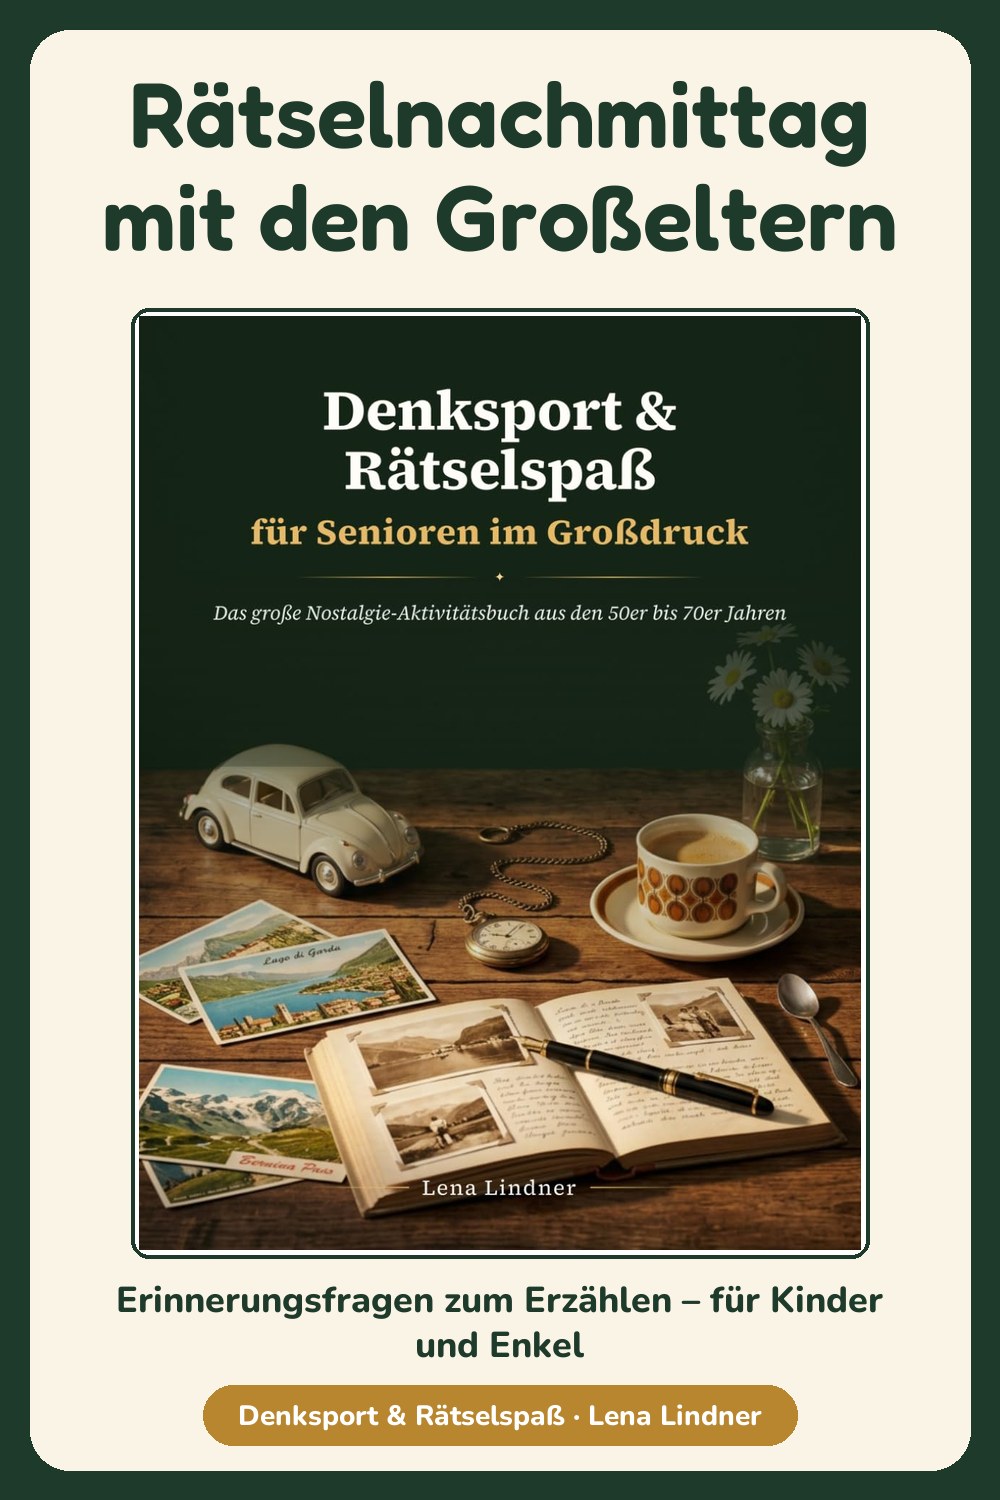 Rätselnachmittag
mit den Großeltern
Denksport &
Rätselspaß
für Senioren im Großdruck
Das große Nostalgie-Aktivitätsbuch aus den 50er bis 70er Jahren
Lago di Garda
Bernina Pass
Lena Lindner
Erinnerungsfragen zum Erzählen – für Kinder
und Enkel
Denksport & Rätselspaß · Lena Lindner